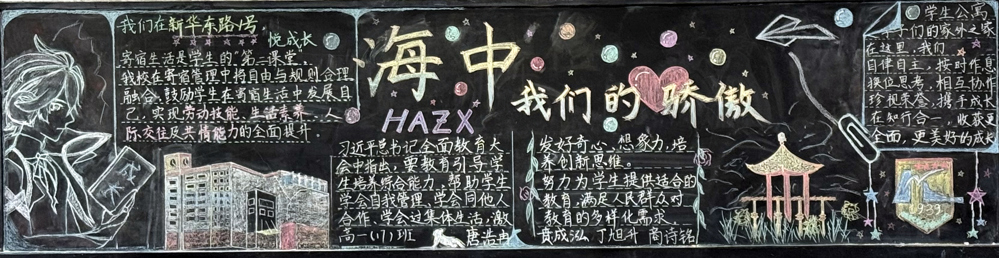 我们在新华东路1号
悦成长
寄宿生活是学生的"第二课堂"
我校在寄宿管理中将自由与规则合理
融合、鼓励学生在寄宿生活中发展自
己,实现劳动技能、生活素养、人
际交往及共情能力的全面提升。
海中
HAZX
我们的骄傲
习近平总书记全面教育大
会中指出,要教育引导学
生培养综合能力,帮助学生
学会自我管理、学会同他人
合作、学会过集体生活,激
高一(17)班
唐浩冉
发好奇心、想象力,培
养创新思维。
努力为学生提供适合的
教育,满足人民群众对
教育的多样化需求。
贲成泓 丁旭升 商诗铭
学生公寓
学子们的家外之家
在这里,我们
自律自主,按时作息
换位思考,相互协作
珍视荣誉,携手成长
在知行合一,收获更
全面,更美好的成长
1939